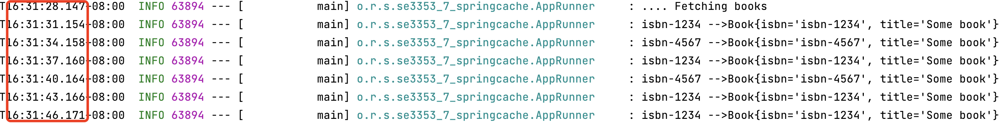 T16:31:28.147+08:00  INFO 63894 --- [           main] o.r.s.se3353_7_springcache.AppRunner     : .... Fetching books
T16:31:31.154+08:00  INFO 63894 --- [           main] o.r.s.se3353_7_springcache.AppRunner     : isbn-1234 -->Book{isbn='isbn-1234', title='Some book'}
T16:31:34.158+08:00  INFO 63894 --- [           main] o.r.s.se3353_7_springcache.AppRunner     : isbn-4567 -->Book{isbn='isbn-4567', title='Some book'}
T16:31:37.160+08:00  INFO 63894 --- [           main] o.r.s.se3353_7_springcache.AppRunner     : isbn-1234 -->Book{isbn='isbn-1234', title='Some book'}
T16:31:40.164+08:00  INFO 63894 --- [           main] o.r.s.se3353_7_springcache.AppRunner     : isbn-4567 -->Book{isbn='isbn-4567', title='Some book'}
T16:31:43.166+08:00  INFO 63894 --- [           main] o.r.s.se3353_7_springcache.AppRunner     : isbn-1234 -->Book{isbn='isbn-1234', title='Some book'}
T16:31:46.171+08:00  INFO 63894 --- [           main] o.r.s.se3353_7_springcache.AppRunner     : isbn-1234 -->Book{isbn='isbn-1234', title='Some book'}